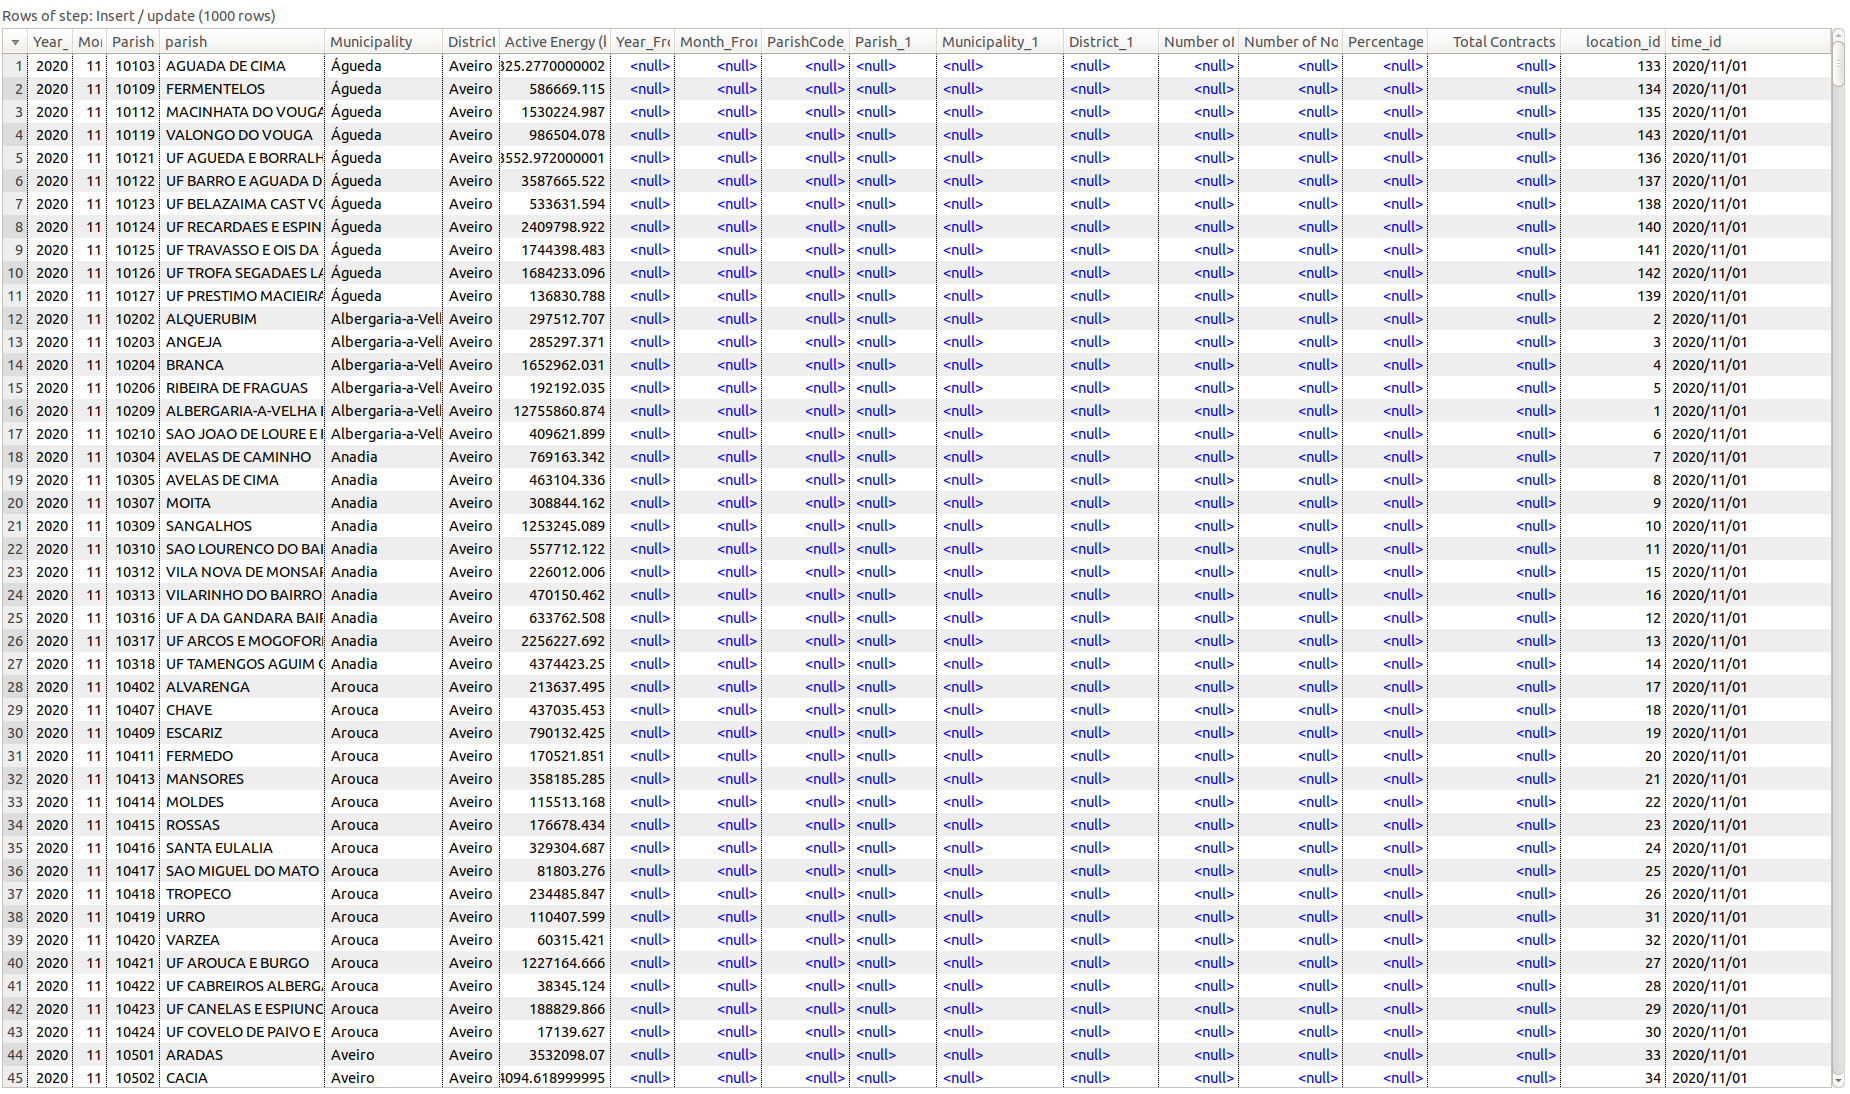 Rows of step: Insert / update (1000 rows)
Year_ Mo Parish parish Municipality District Active Energy (k Year_Fro Month_Fron ParishCode_ Parish_1 Municipality_1 District_1 Number of Number of No Percentage Total Contracts location_id time_id
1 2020 11 10103 AGUADA DE CIMA Águeda Aveiro 325.2770000002 <null> <null> <null> <null> <null> <null> <null> <null> <null> <null> 133 2020/11/01
2 2020 11 10109 FERMENTELOS Águeda Aveiro 586669.115 <null> <null> <null> <null> <null> <null> <null> <null> <null> <null> 134 2020/11/01
3 2020 11 10112 MACINHATA DO VOUGA Águeda Aveiro 1530224.987 <null> <null> <null> <null> <null> <null> <null> <null> <null> <null> 135 2020/11/01
4 2020 11 10119 VALONGO DO VOUGA Águeda Aveiro 986504.078 <null> <null> <null> <null> <null> <null> <null> <null> <null> <null> 143 2020/11/01
5 2020 11 10121 UF AGUEDA E BORRALH Águeda Aveiro 3552.972000001 <null> <null> <null> <null> <null> <null> <null> <null> <null> <null> 136 2020/11/01
6 2020 11 10122 UF BARRO E AGUADA D Águeda Aveiro 3587665.522 <null> <null> <null> <null> <null> <null> <null> <null> <null> <null> 137 2020/11/01
7 2020 11 10123 UF BELAZAIMA CAST VO Águeda Aveiro 533631.594 <null> <null> <null> <null> <null> <null> <null> <null> <null> <null> 138 2020/11/01
8 2020 11 10124 UF RECARDAES E ESPIN Águeda Aveiro 2409798.922 <null> <null> <null> <null> <null> <null> <null> <null> <null> <null> 140 2020/11/01
9 2020 11 10125 UF TRAVASSO E OIS DA Águeda Aveiro 1744398.483 <null> <null> <null> <null> <null> <null> <null> <null> <null> <null> 141 2020/11/01
10 2020 11 10126 UF TROFA SEGADAES LA Águeda Aveiro 1684233.096 <null> <null> <null> <null> <null> <null> <null> <null> <null> <null> 142 2020/11/01
11 2020 11 10127 UF PRESTIMO MACIEIRA Águeda Aveiro 136830.788 <null> <null> <null> <null> <null> <null> <null> <null> <null> <null> 139 2020/11/01
12 2020 11 10202 ALQUERUBIM Albergaria-a-Vell Aveiro 297512.707 <null> <null> <null> <null> <null> <null> <null> <null> <null> <null> 2 2020/11/01
13 2020 11 10203 ANGEJA Albergaria-a-Vell Aveiro 285297.371 <null> <null> <null> <null> <null> <null> <null> <null> <null> <null> 3 2020/11/01
14 2020 11 10204 BRANCA Albergaria-a-Vell Aveiro 1652962.031 <null> <null> <null> <null> <null> <null> <null> <null> <null> <null> 4 2020/11/01
15 2020 11 10206 RIBEIRA DE FRAGUAS Albergaria-a-Vell Aveiro 192192.035 <null> <null> <null> <null> <null> <null> <null> <null> <null> <null> 5 2020/11/01
16 2020 11 10209 ALBERGARIA-A-VELHA Albergaria-a-Vell Aveiro 12755860.874 <null> <null> <null> <null> <null> <null> <null> <null> <null> <null> 1 2020/11/01
17 2020 11 10210 SAO JOAO DE LOURE E Albergaria-a-Vell Aveiro 409621.899 <null> <null> <null> <null> <null> <null> <null> <null> <null> <null> 6 2020/11/01
18 2020 11 10304 AVELAS DE CAMINHO Anadia Aveiro 769163.342 <null> <null> <null> <null> <null> <null> <null> <null> <null> <null> 7 2020/11/01
19 2020 11 10305 AVELAS DE CIMA Anadia Aveiro 463104.336 <null> <null> <null> <null> <null> <null> <null> <null> <null> <null> 8 2020/11/01
20 2020 11 10307 MOITA Anadia Aveiro 308844.162 <null> <null> <null> <null> <null> <null> <null> <null> <null> <null> 9 2020/11/01
21 2020 11 10309 SANGALHOS Anadia Aveiro 1253245.089 <null> <null> <null> <null> <null> <null> <null> <null> <null> <null> 10 2020/11/01
22 2020 11 10310 SAO LOURENCO DO BAI Anadia Aveiro 557712.122 <null> <null> <null> <null> <null> <null> <null> <null> <null> <null> 11 2020/11/01
23 2020 11 10312 VILA NOVA DE MONSAR Anadia Aveiro 226012.006 <null> <null> <null> <null> <null> <null> <null> <null> <null> <null> 15 2020/11/01
24 2020 11 10313 VILARINHO DO BAIRRO Anadia Aveiro 470150.462 <null> <null> <null> <null> <null> <null> <null> <null> <null> <null> 16 2020/11/01
25 2020 11 10316 UF A DA GANDARA BAIR Anadia Aveiro 633762.508 <null> <null> <null> <null> <null> <null> <null> <null> <null> <null> 12 2020/11/01
26 2020 11 10317 UF ARCOS E MOGOFOR Anadia Aveiro 2256227.692 <null> <null> <null> <null> <null> <null> <null> <null> <null> <null> 13 2020/11/01
27 2020 11 10318 UF TAMENGOS AGUIM Anadia Aveiro 4374423.25 <null> <null> <null> <null> <null> <null> <null> <null> <null> <null> 14 2020/11/01
28 2020 11 10402 ALVARENGA Arouca Aveiro 213637.495 <null> <null> <null> <null> <null> <null> <null> <null> <null> <null> 17 2020/11/01
29 2020 11 10407 CHAVE Arouca Aveiro 437035.453 <null> <null> <null> <null> <null> <null> <null> <null> <null> <null> 18 2020/11/01
30 2020 11 10409 ESCARIZ Arouca Aveiro 790132.425 <null> <null> <null> <null> <null> <null> <null> <null> <null> <null> 19 2020/11/01
31 2020 11 10411 FERMEDO Arouca Aveiro 170521.851 <null> <null> <null> <null> <null> <null> <null> <null> <null> <null> 20 2020/11/01
32 2020 11 10413 MANSORES Arouca Aveiro 358185.285 <null> <null> <null> <null> <null> <null> <null> <null> <null> <null> 21 2020/11/01
33 2020 11 10414 MOLDES Arouca Aveiro 115513.168 <null> <null> <null> <null> <null> <null> <null> <null> <null> <null> 22 2020/11/01
34 2020 11 10415 ROSSAS Arouca Aveiro 176678.434 <null> <null> <null> <null> <null> <null> <null> <null> <null> <null> 23 2020/11/01
35 2020 11 10416 SANTA EULALIA Arouca Aveiro 329304.687 <null> <null> <null> <null> <null> <null> <null> <null> <null> <null> 24 2020/11/01
36 2020 11 10417 SAO MIGUEL DO MATO Arouca Aveiro 81803.276 <null> <null> <null> <null> <null> <null> <null> <null> <null> <null> 25 2020/11/01
37 2020 11 10418 TROPECO Arouca Aveiro 234485.847 <null> <null> <null> <null> <null> <null> <null> <null> <null> <null> 26 2020/11/01
38 2020 11 10419 URRO Arouca Aveiro 110407.599 <null> <null> <null> <null> <null> <null> <null> <null> <null> <null> 31 2020/11/01
39 2020 11 10420 VARZEA Arouca Aveiro 60315.421 <null> <null> <null> <null> <null> <null> <null> <null> <null> <null> 32 2020/11/01
40 2020 11 10421 UF AROUCA E BURGO Arouca Aveiro 1227164.666 <null> <null> <null> <null> <null> <null> <null> <null> <null> <null> 27 2020/11/01
41 2020 11 10422 UF CABREIROS ALBERGA Arouca Aveiro 38345.124 <null> <null> <null> <null> <null> <null> <null> <null> <null> <null> 28 2020/11/01
42 2020 11 10423 UF CANELAS E ESPIUNC Arouca Aveiro 188829.866 <null> <null> <null> <null> <null> <null> <null> <null> <null> <null> 29 2020/11/01
43 2020 11 10424 UF COVELO DE PAIVO E Arouca Aveiro 17139.627 <null> <null> <null> <null> <null> <null> <null> <null> <null> <null> 30 2020/11/01
44 2020 11 10501 ARADAS Aveiro Aveiro 3532098.07 <null> <null> <null> <null> <null> <null> <null> <null> <null> <null> 33 2020/11/01
45 2020 11 10502 CACIA Aveiro Aveiro 4094.618999995 <null> <null> <null> <null> <null> <null> <null> <null> <null> <null> 34 2020/11/01